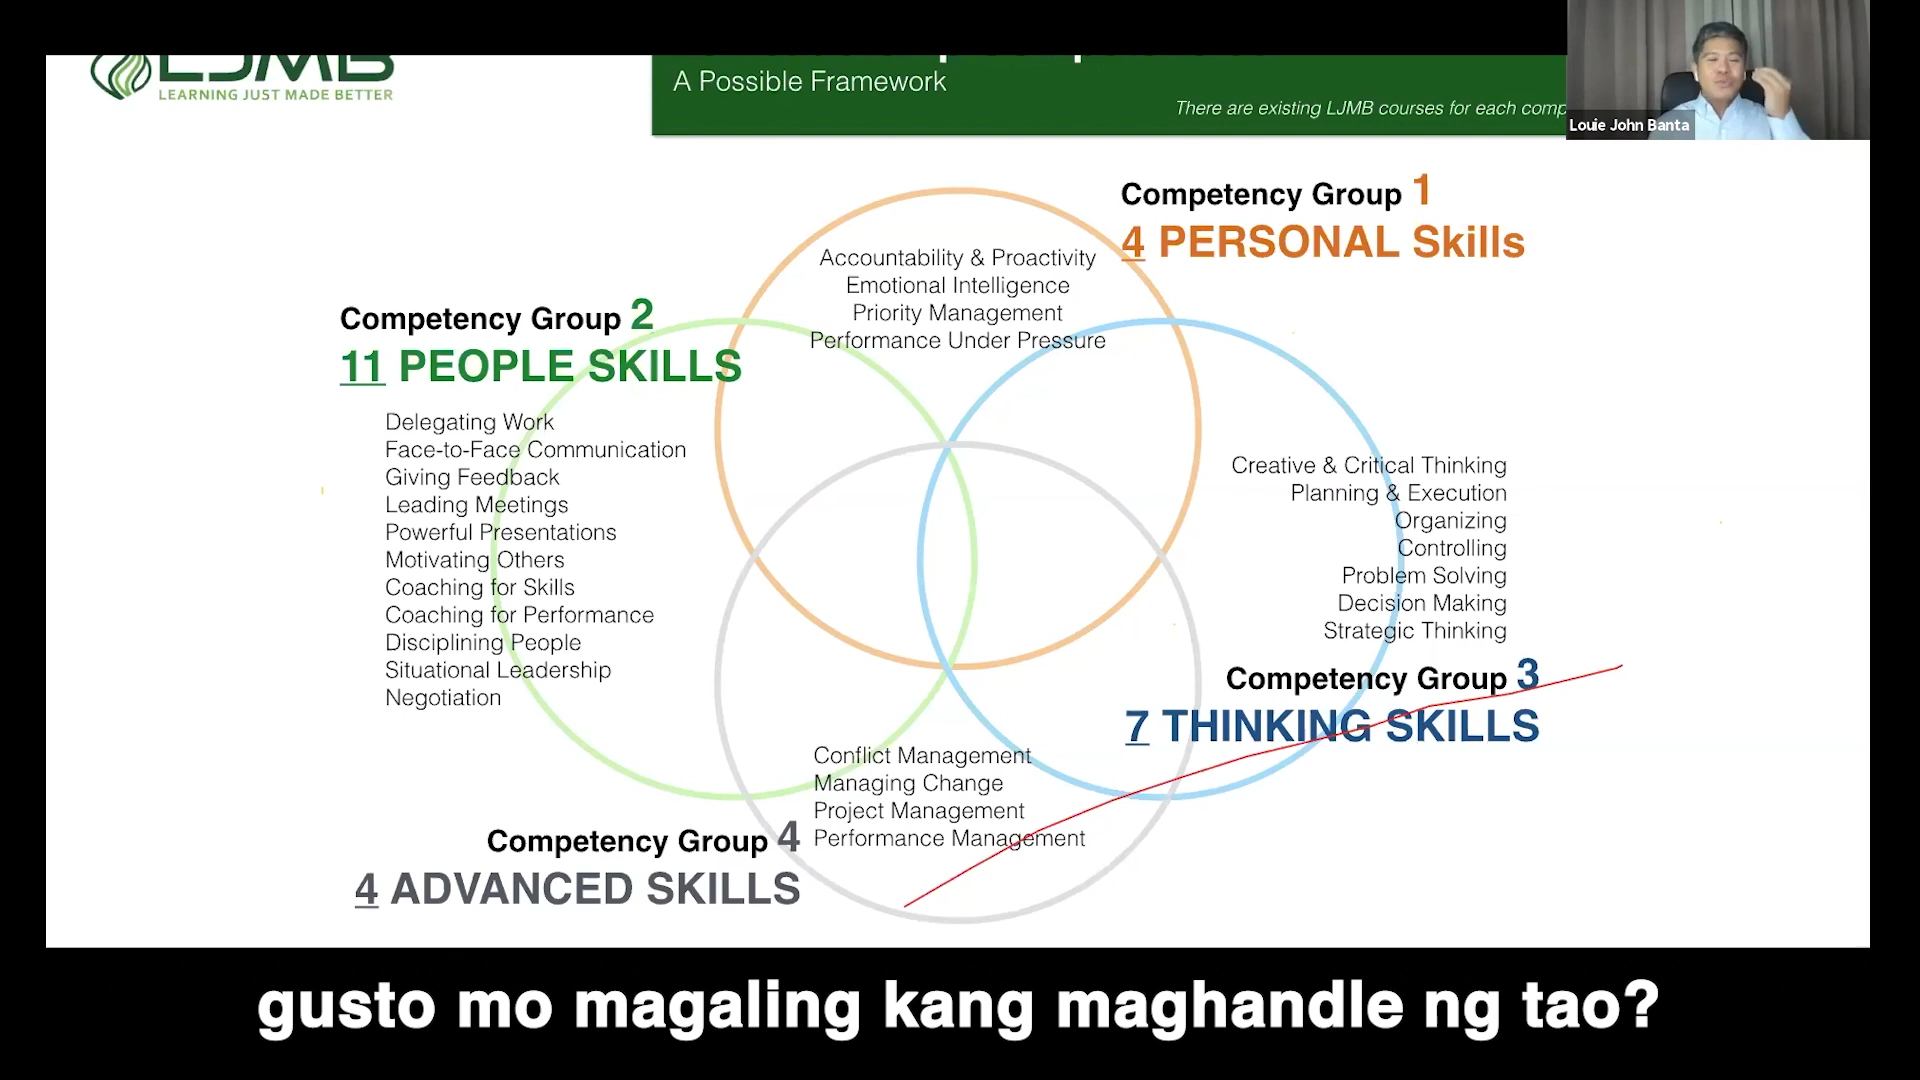 LJMB
LEARNING JUST MADE BETTER
A Possible Framework
There are existing LJMB courses for each comp
Louie John Banta
Competency Group 1
4 PERSONAL Skills
Accountability & Proactivity
Emotional Intelligence
Priority Management
Performance Under Pressure
Competency Group 2
11 PEOPLE SKILLS
Delegating Work
Face-to-Face Communication
Giving Feedback
Leading Meetings
Powerful Presentations
Motivating Others
Coaching for Skills
Coaching for Performance
Disciplining People
Situational Leadership
Negotiation
Creative & Critical Thinking
Planning & Execution
Organizing
Controlling
Problem Solving
Decision Making
Strategic Thinking
Competency Group 3
7 THINKING SKILLS
Conflict Management
Managing Change
Project Management
Performance Management
Competency Group 4
4 ADVANCED SKILLS
gusto mo magaling kang maghandle ng tao?